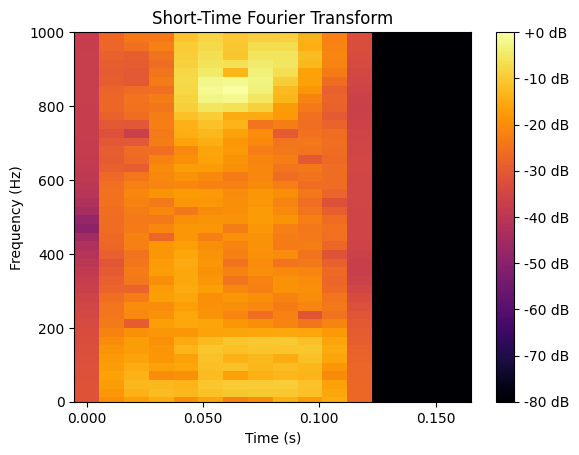 Short-Time Fourier Transform
Frequency (Hz)
1000
800
600
400
200
0
0.000 0.050 0.100 0.150
Time (s)
+0 dB
-10 dB
-20 dB
-30 dB
-40 dB
-50 dB
-60 dB
-70 dB
-80 dB